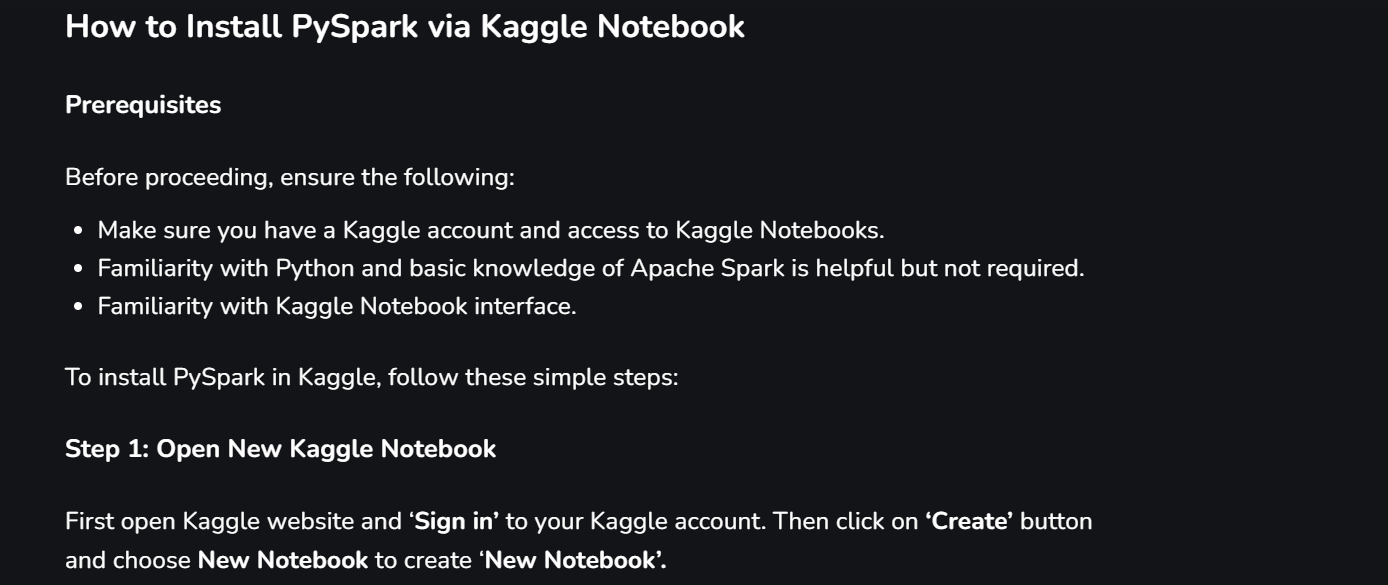 How to Install PySpark via Kaggle Notebook
Prerequisites
Before proceeding, ensure the following:
• Make sure you have a Kaggle account and access to Kaggle Notebooks.
• Familiarity with Python and basic knowledge of Apache Spark is helpful but not required.
• Familiarity with Kaggle Notebook interface.
To install PySpark in Kaggle, follow these simple steps:
Step 1: Open New Kaggle Notebook
First open Kaggle website and ‘Sign in’ to your Kaggle account. Then click on ‘Create’ button
and choose New Notebook to create ‘New Notebook’.